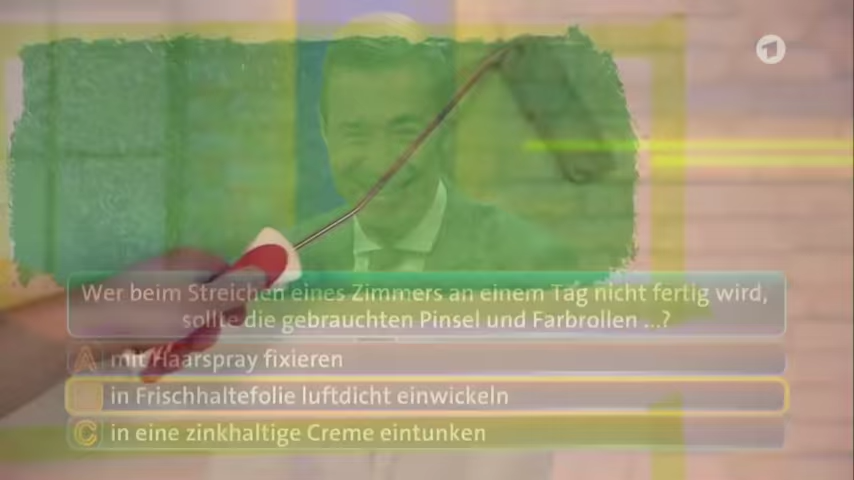 Wer beim Streichen eines Zimmers an einem Tag nicht fertig wird,
sollte die gebrauchten Pinsel und Farbrollen ...?
A mit Haarspray fixieren
in Frischhaltefolie luftdicht einwickeln
C in eine zinkhaltige Creme eintunken